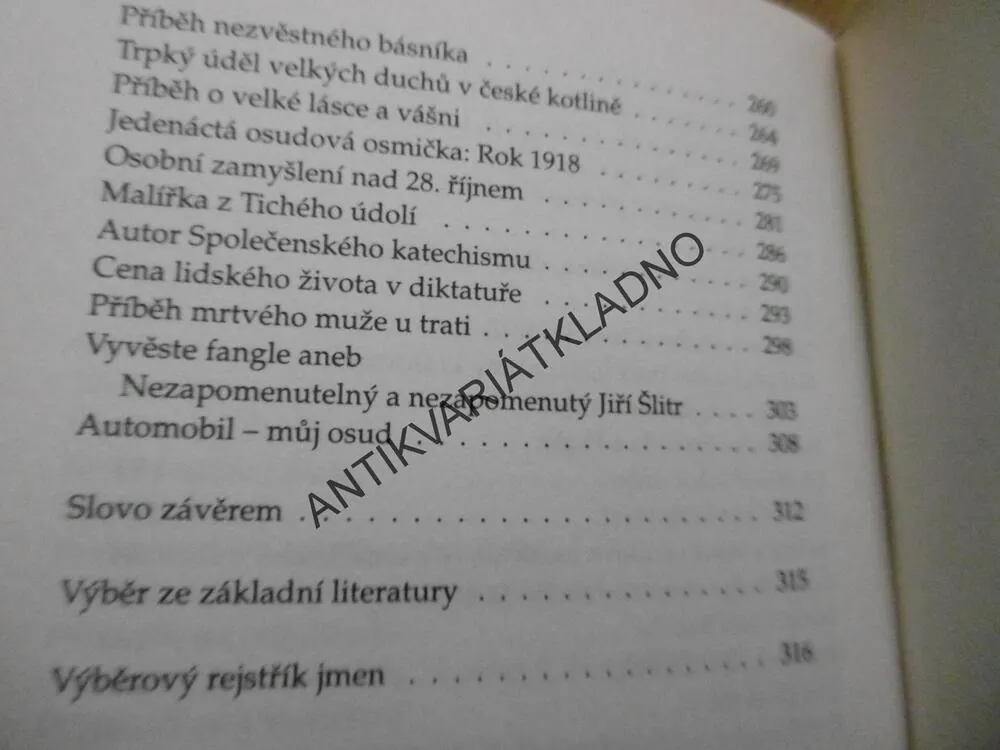 Příběh nezvěstného básníka . . . . . . . . . . . . . . 260
Trpký úděl velkých duchů v české kotlině . . . . . . . 264
Příběh o velké lásce a vášni . . . . . . . . . . . . . . 269
Jedenáctá osudová osmička: Rok 1918 . . . . . . . . 275
Osobní zamyšlení nad 28. říjnem . . . . . . . . . . . . 281
Malířka z Tichého údolí . . . . . . . . . . . . . . . . . 286
Autor Společenského katechismu . . . . . . . . . . . . 290
Cena lidského života v diktatuře . . . . . . . . . . . . 293
Příběh mrtvého muže u trati . . . . . . . . . . . . . . 298
Vyvěste fangle aneb
Nezapomenutelný a nezapomenutý Jiří Šlitr . . . . 303
Automobil – můj osud . . . . . . . . . . . . . . . . . . 308
Slovo závěrem . . . . . . . . . . . . . . . . . . . . . . 312
Výběr ze základní literatury . . . . . . . . . . . . . . 315
Výběrový rejstřík jmen . . . . . . . . . . . . . . . . . 316
ANTIKVARIÁTKLADNO